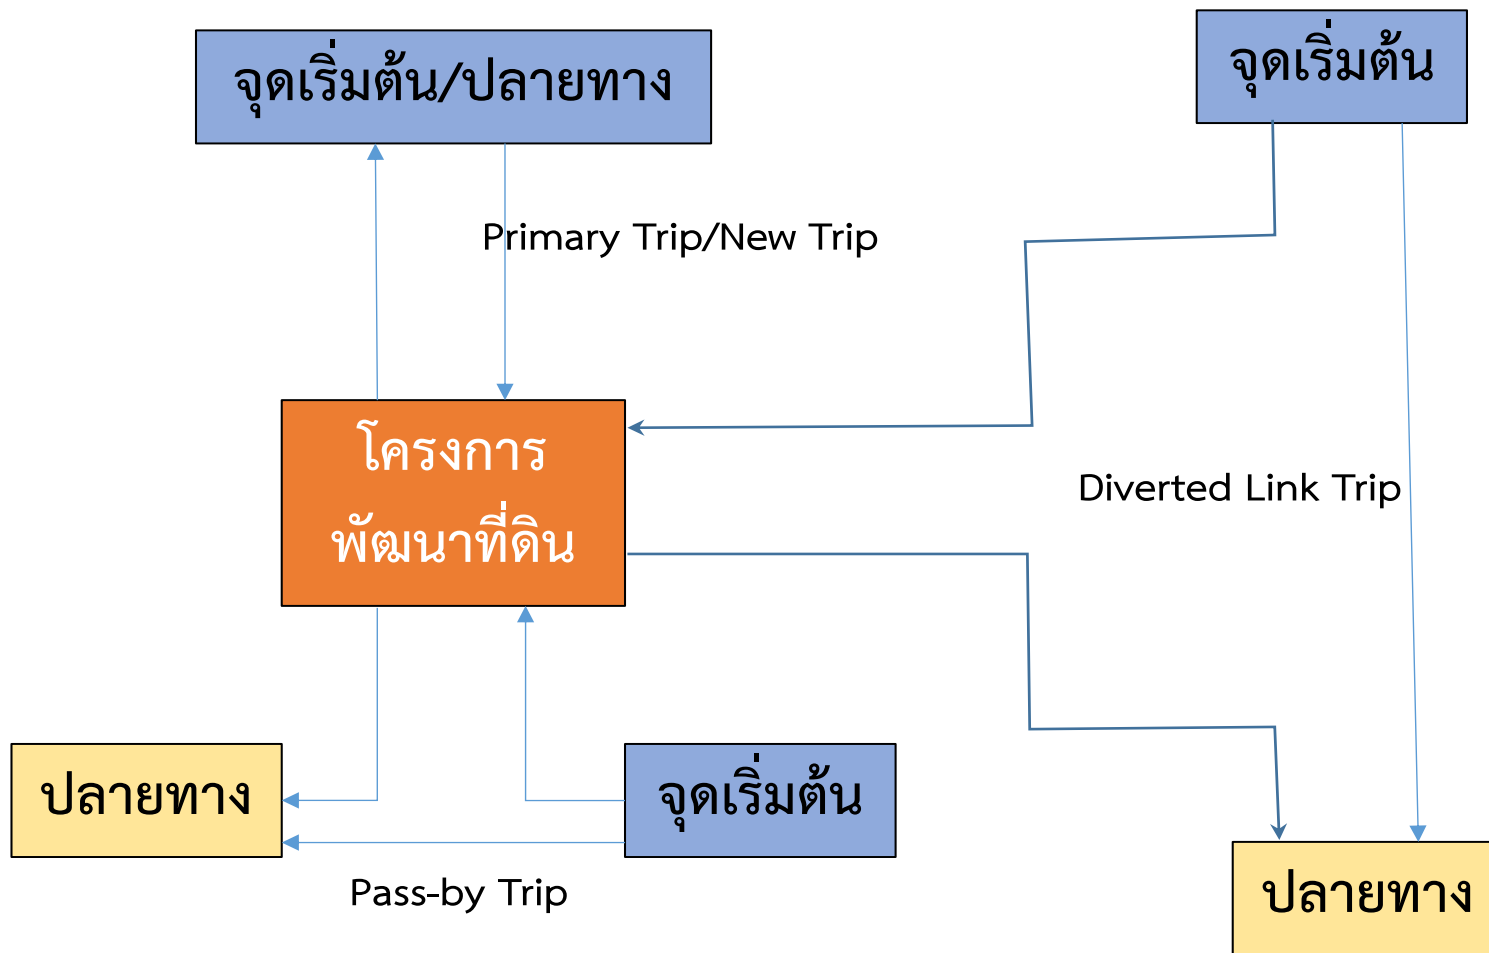 จุดเริ่มต้น/ปลายทาง
จุดเริ่มต้น
Primary Trip/New Trip
โครงการ
พัฒนาที่ดิน
Diverted Link Trip
ปลายทาง
จุดเริ่มต้น
Pass-by Trip
ปลายทาง